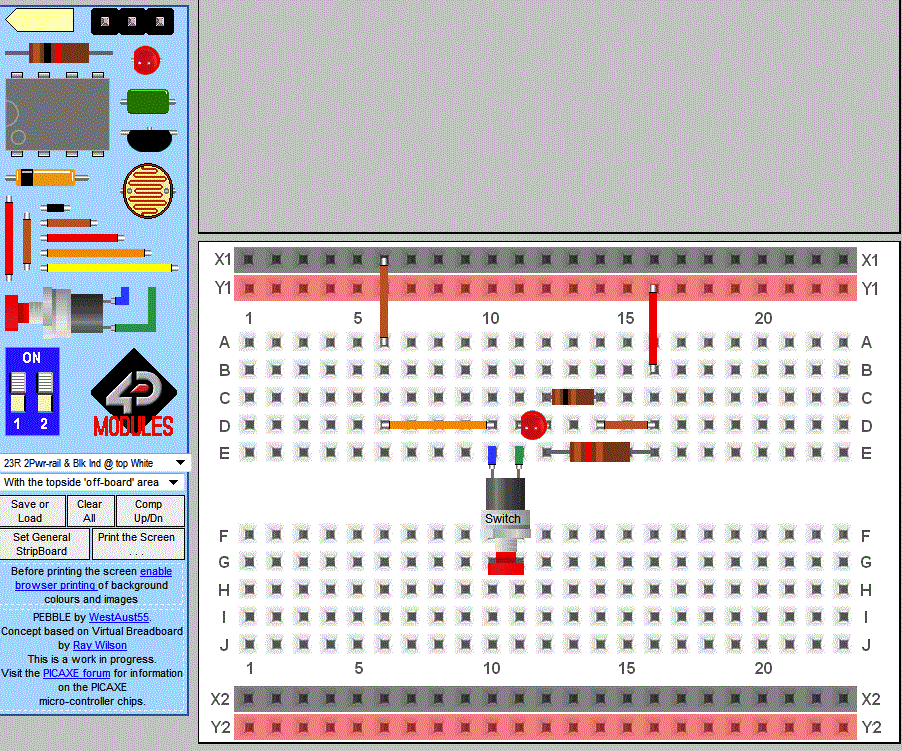 ON
1 2
MODULES
23R 2Pwr-rail & Blk Ind @ top White
With the topside 'off-board' area
Save or Load
Clear All
Comp Up/Dn
Set General StripBoard
Print the Screen . . .
Before printing the screen enable
browser printing of background
colours and images
PEBBLE by WestAust55.
Concept based on Virtual Breadboard
by Ray Wilson
This is a work in progress.
Visit the PICAXE forum for information
on the PICAXE
micro-controller chips.
X1 X1
Y1 Y1
1 5 10 15 20
A A
B B
C C
D D
E E
Switch
F F
G G
H H
I I
J J
1 5 10 15 20
X2 X2
Y2 Y2